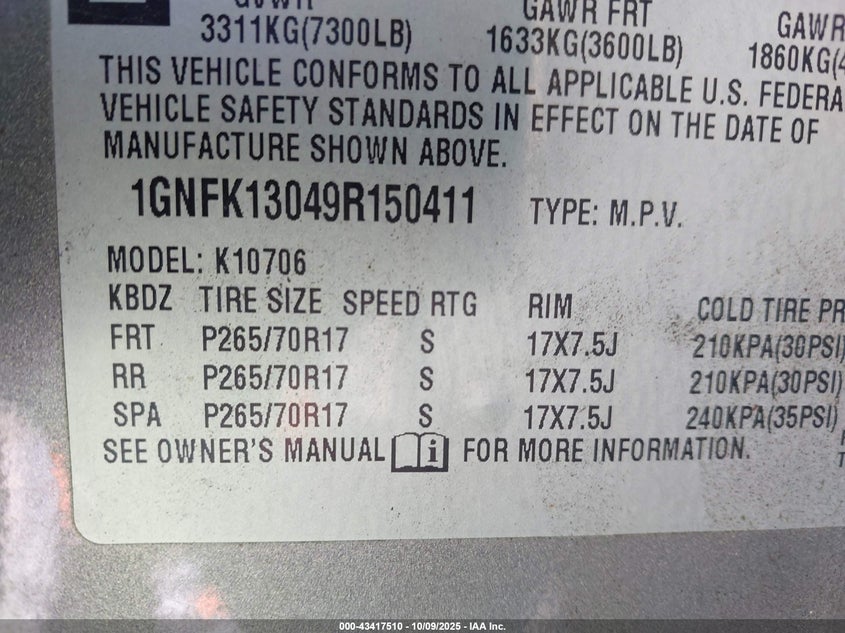 GVWR GAWR FRT GAWR
3311KG(7300LB) 1633KG(3600LB) 1860KG(4
THIS VEHICLE CONFORMS TO ALL APPLICABLE U.S. FEDERA
VEHICLE SAFETY STANDARDS IN EFFECT ON THE DATE OF
MANUFACTURE SHOWN ABOVE.
1GNFK13049R150411 TYPE: M.P.V.
MODEL: K10706
KBDZ TIRE SIZE SPEED RTG RIM COLD TIRE PR
FRT P265/70R17 S 17X7.5J 210KPA(30PSI)
RR P265/70R17 S 17X7.5J 210KPA(30PSI)
SPA P265/70R17 S 17X7.5J 240KPA(35PSI)
SEE OWNER'S MANUAL i FOR MORE INFORMATION.
000-43417510 - 10/09/2025 - IAA Inc.